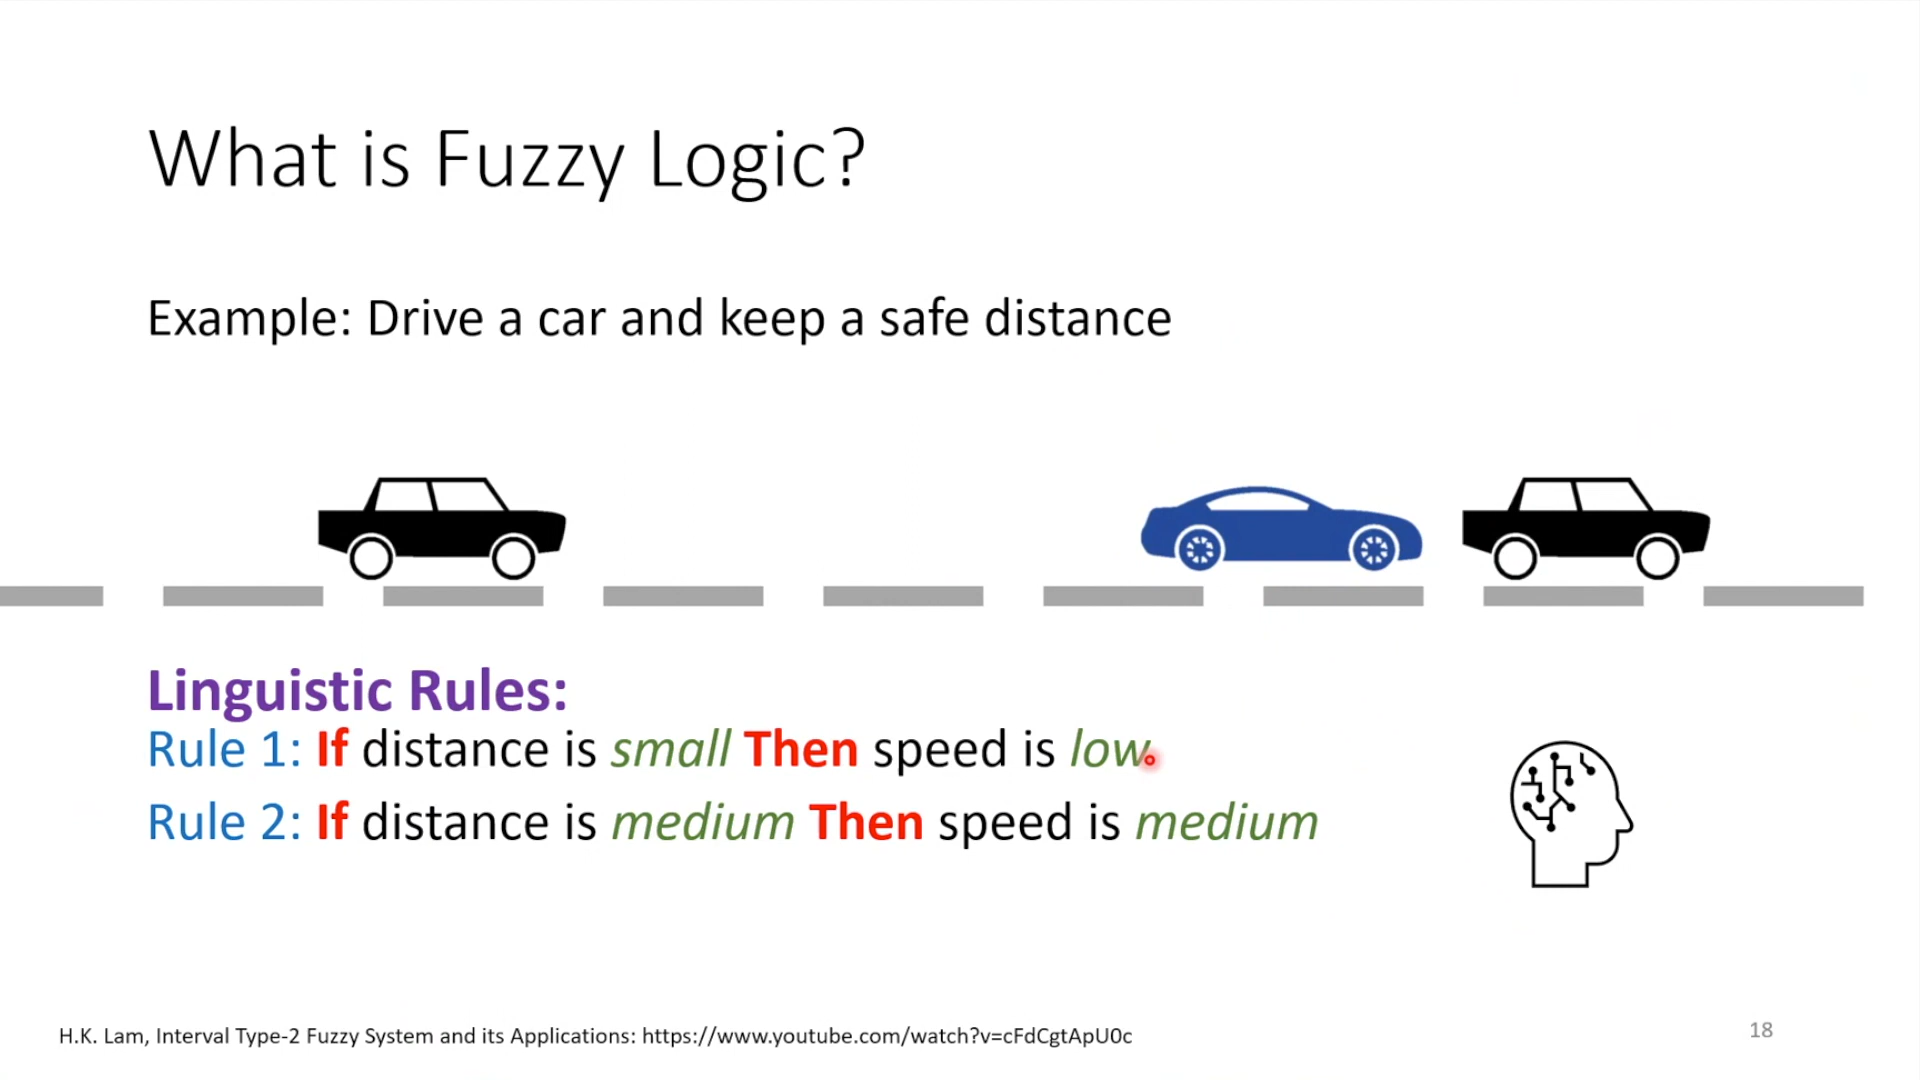 What is Fuzzy Logic?
Example: Drive a car and keep a safe distance
Linguistic Rules:
Rule 1: If distance is small Then speed is low
Rule 2: If distance is medium Then speed is medium
H.K. Lam, Interval Type-2 Fuzzy System and its Applications: https://www.youtube.com/watch?v=cFdCgtApU0c
18